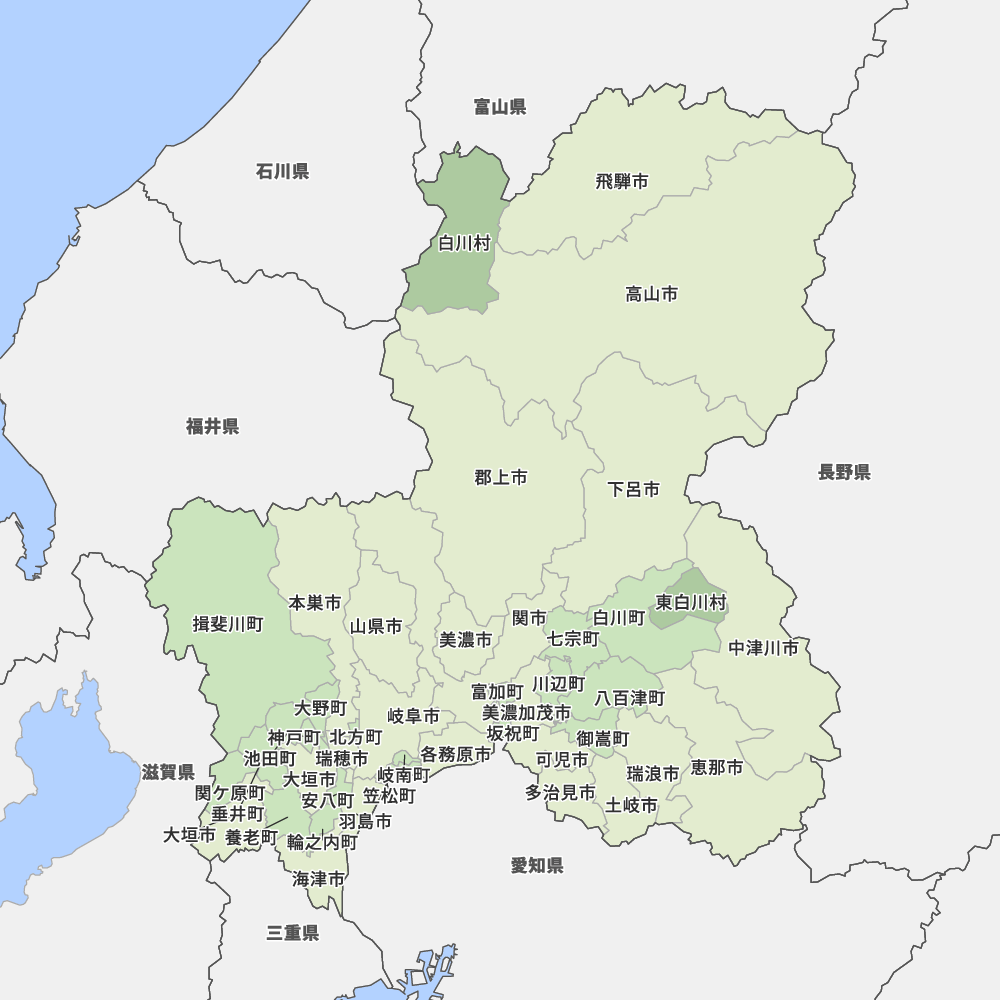 富山県
石川県
飛騨市
白川村
高山市
福井県
長野県
郡上市
下呂市
本巣市
東白川村
揖斐川町
山県市
関市
白川町
美濃市
七宗町
中津川市
川辺町
富加町
八百津町
大野町
美濃加茂市
岐阜市
坂祝町
神戸町
北方町
御嵩町
各務原市
池田町
瑞穂市
可児市
恵那市
滋賀県
大垣市
岐南町
瑞浪市
関ケ原町
安八町
笠松町
多治見市
土岐市
垂井町
羽島市
大垣市
養老町
輪之内町
愛知県
海津市
三重県